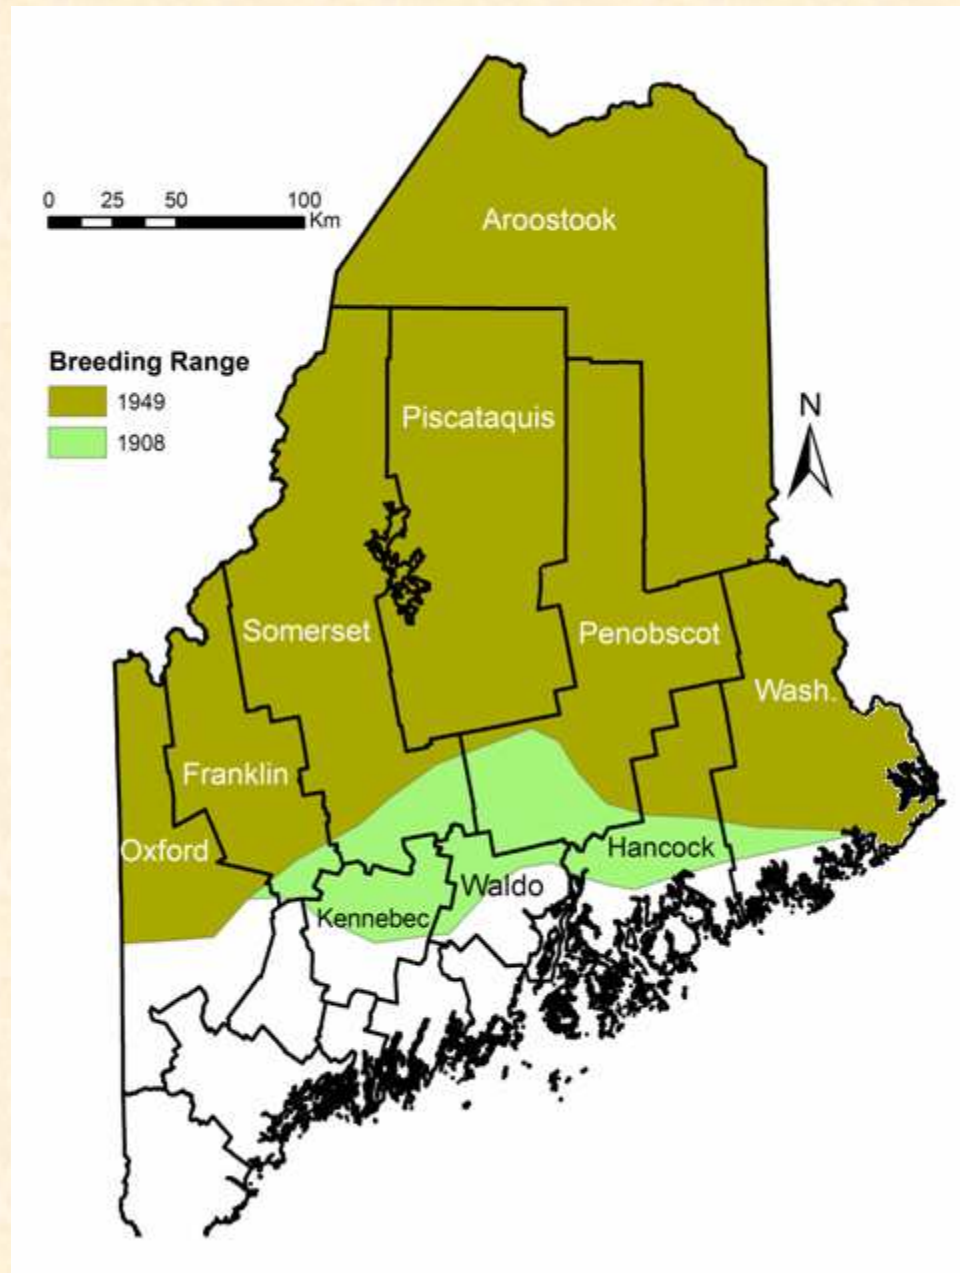 Aroostook
0 25 50 100
Km
Breeding Range
1949
1908
Piscataquis
N
Somerset
Penobscot
Wash.
Franklin
Oxford
Hancock
Waldo
Kennebec